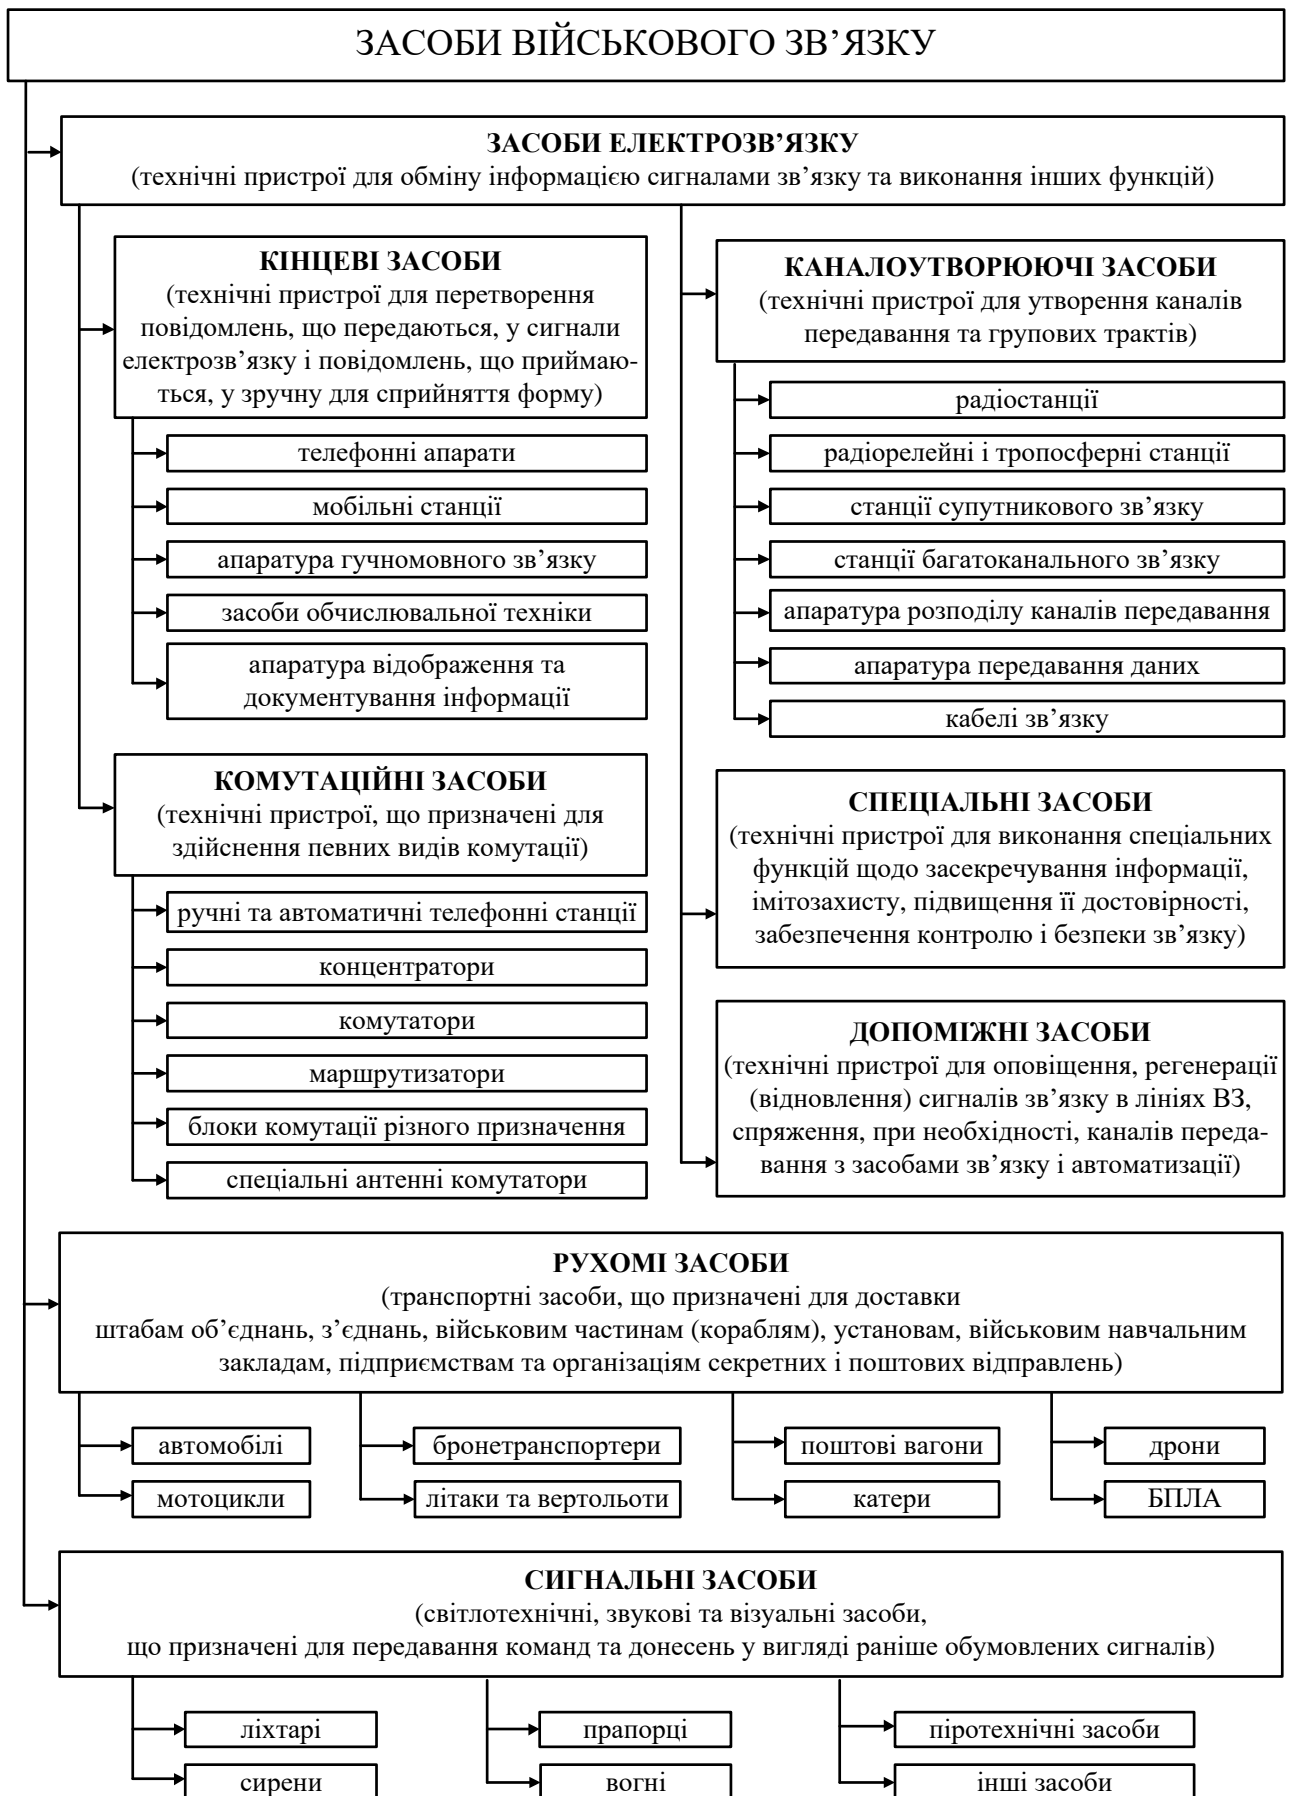 ЗАСОБИ ВІЙСЬКОВОГО ЗВ’ЯЗКУ
ЗАСОБИ ЕЛЕКТРОЗВ’ЯЗКУ
(технічні пристрої для обміну інформацією сигналами зв’язку та виконання інших функцій)
КІНЦЕВІ ЗАСОБИ
(технічні пристрої для перетворення
повідомлень, що передаються, у сигнали
електрозв’язку і повідомлень, що приймаю-
ться, у зручну для сприйняття форму)
телефонні апарати
мобільні станції
апаратура гучномовного зв’язку
засоби обчислювальної техніки
апаратура відображення та
документування інформації
КОМУТАЦІЙНІ ЗАСОБИ
(технічні пристрої, що призначені для
здійснення певних видів комутації)
ручні та автоматичні телефонні станції
концентратори
комутатори
маршрутизатори
блоки комутації різного призначення
спеціальні антенні комутатори
КАНАЛОУТВОРЮЮЧІ ЗАСОБИ
(технічні пристрої для утворення каналів
передавання та групових трактів)
радіостанції
радіорелейні і тропосферні станції
станції супутникового зв’язку
станції багатоканального зв’язку
апаратура розподілу каналів передавання
апаратура передавання даних
кабелі зв’язку
СПЕЦІАЛЬНІ ЗАСОБИ
(технічні пристрої для виконання спеціальних
функцій щодо засекречування інформації,
імітозахисту, підвищення її достовірності,
забезпечення контролю і безпеки зв’язку)
ДОПОМІЖНІ ЗАСОБИ
(технічні пристрої для оповіщення, регенерації
(відновлення) сигналів зв’язку в лініях ВЗ,
спряження, при необхідності, каналів переда-
вання з засобами зв’язку і автоматизації)
РУХОМІ ЗАСОБИ
(транспортні засоби, що призначені для доставки
штабам об’єднань, з’єднань, військовим частинам (кораблям), установам, військовим навчальним
закладам, підприємствам та організаціям секретних і поштових відправлень)
автомобілі
мотоцикли
бронетранспортери
літаки та вертольоти
поштові вагони
катери
дрони
БПЛА
СИГНАЛЬНІ ЗАСОБИ
(світлотехнічні, звукові та візуальні засоби,
що призначені для передавання команд та донесень у вигляді раніше обумовлених сигналів)
ліхтарі
сирени
прапорці
вогні
піротехнічні засоби
інші засоби